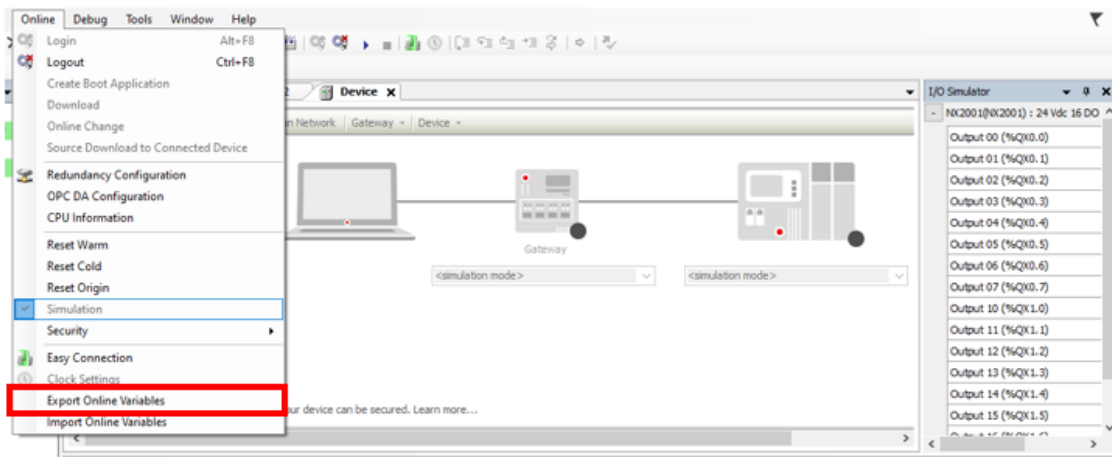 Online Debug Tools Window Help
Login Alt+F8
Logout Ctrl+F8
Create Boot Application
Download
Online Change
Source Download to Connected Device
Redundancy Configuration
OPC DA Configuration
CPU Information
Reset Warm
Reset Cold
Reset Origin
Simulation
Security
Easy Connection
Clock Settings
Export Online Variables
Import Online Variables
Device
Network Gateway Device
Gateway
<simulation mode> <simulation mode>
device can be secured. Learn more...
I/O Simulator
NX2001(NX2001) : 24 Vdc 16 DO
Output 00 (%QX0.0)
Output 01 (%QX0.1)
Output 02 (%QX0.2)
Output 03 (%QX0.3)
Output 04 (%QX0.4)
Output 05 (%QX0.5)
Output 06 (%QX0.6)
Output 07 (%QX0.7)
Output 10 (%QX1.0)
Output 11 (%QX1.1)
Output 12 (%QX1.2)
Output 13 (%QX1.3)
Output 14 (%QX1.4)
Output 15 (%QX1.5)